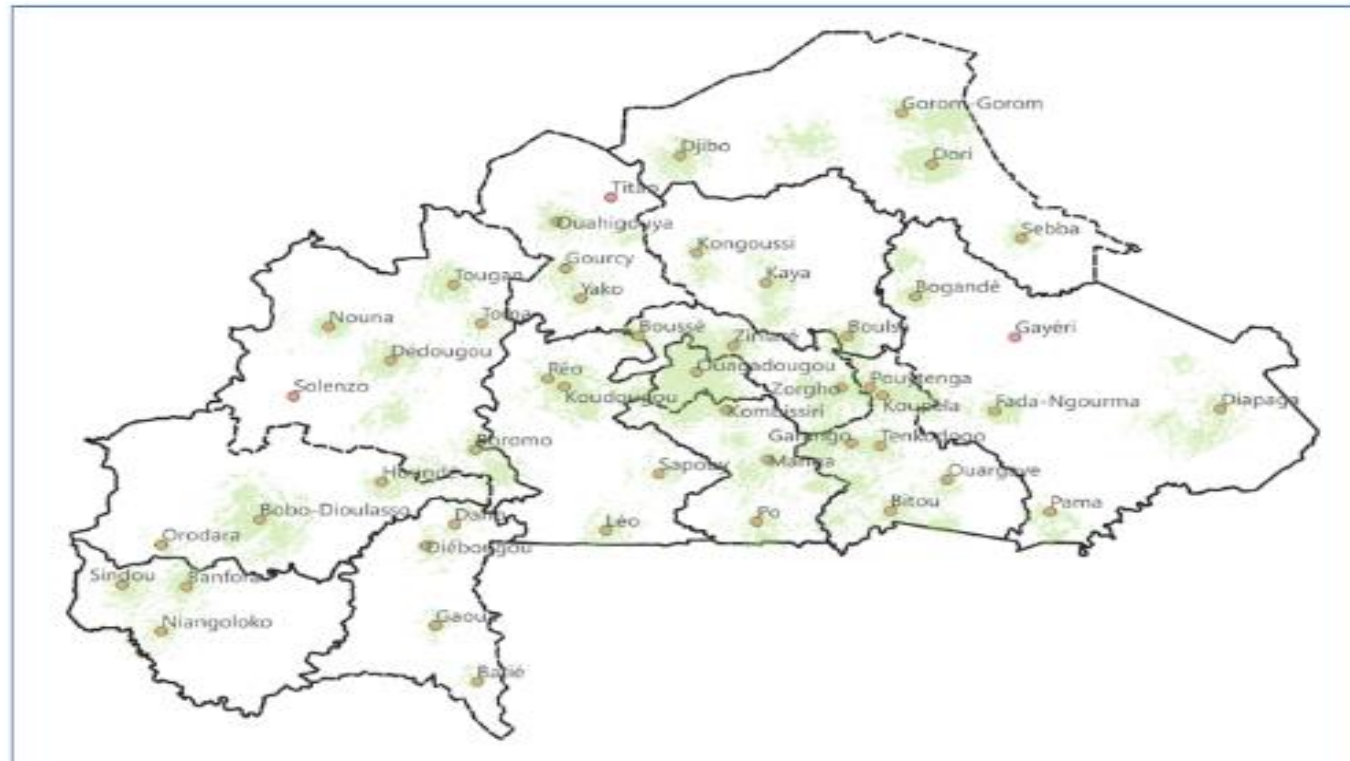 Gorom-Gorom
Djibo
Dori
Titao
Ouahigouya
Sebba
Kongoussi
Gourcy
Kaya
Tougan
Yako
Bogandé
Nouna
Toma
Boussé
Ziniaré
Boulsa
Gayéri
Dédougou
Réo
Ouagadougou
Zorgho
Pouytenga
Solenzo
Koudougou
Kombissiri
Koupéla
Fada-Ngourma
Diapaga
Boromo
Garango
Tenkodogo
Houndé
Sapouy
Manga
Ouargaye
Bobo-Dioulasso
Dano
Léo
Po
Bitou
Pama
Orodara
Diébougou
Sindou
Banfora
Niangoloko
Gaoua
Batié